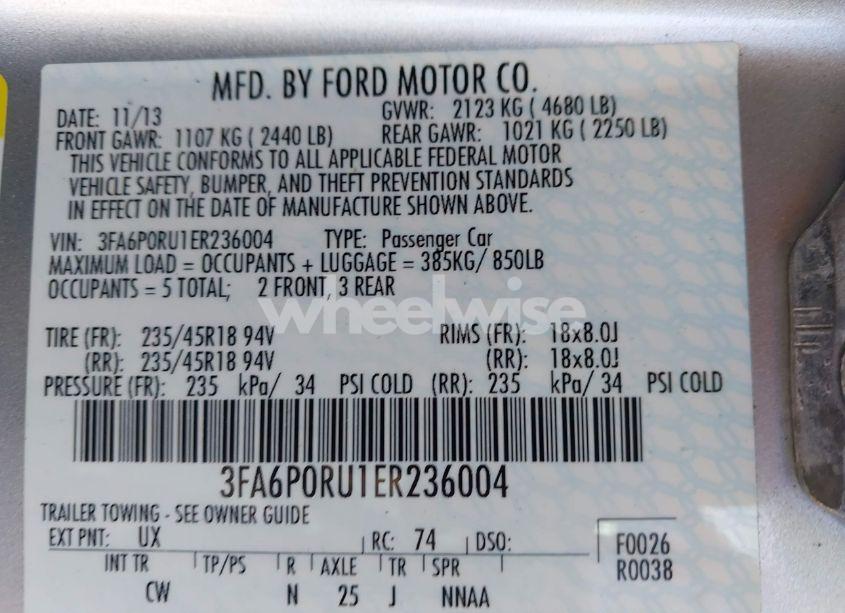 MFD. BY FORD MOTOR CO.
DATE: 11/13 GVWR: 2123 KG ( 4680 LB)
FRONT GAWR: 1107 KG ( 2440 LB) REAR GAWR: 1021 KG ( 2250 LB)
THIS VEHICLE CONFORMS TO ALL APPLICABLE FEDERAL MOTOR
VEHICLE SAFETY, BUMPER, AND THEFT PREVENTION STANDARDS
IN EFFECT ON THE DATE OF MANUFACTURE SHOWN ABOVE.
VIN: 3FA6P0RU1ER236004 TYPE: Passenger Car
MAXIMUM LOAD = OCCUPANTS + LUGGAGE = 385KG/ 850LB
OCCUPANTS = 5 TOTAL; 2 FRONT, 3 REAR
wheelwise
TIRE (FR): 235/45R18 94V RIMS (FR): 18x8.0J
(RR): 235/45R18 94V (RR): 18x8.0J
PRESSURE (FR): 235 kPa/ 34 PSI COLD (RR): 235 kPa/ 34 PSI COLD
3FA6P0RU1ER236004
TRAILER TOWING - SEE OWNER GUIDE
EXT PNT: UX RC: 74 DSO: F0026
INT TR TP/PS R AXLE TR SPR R0038
CW N 25 J NNAA